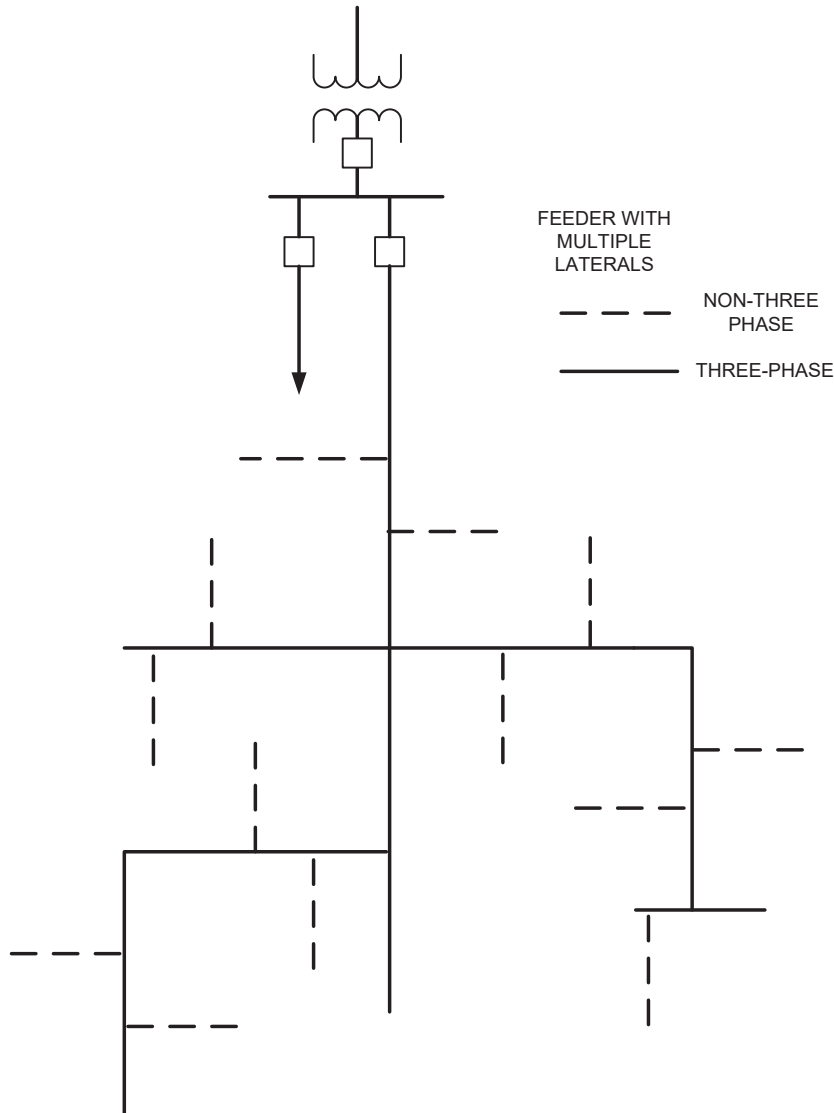 FEEDER WITH
MULTIPLE
LATERALS
NON-THREE
PHASE
THREE-PHASE